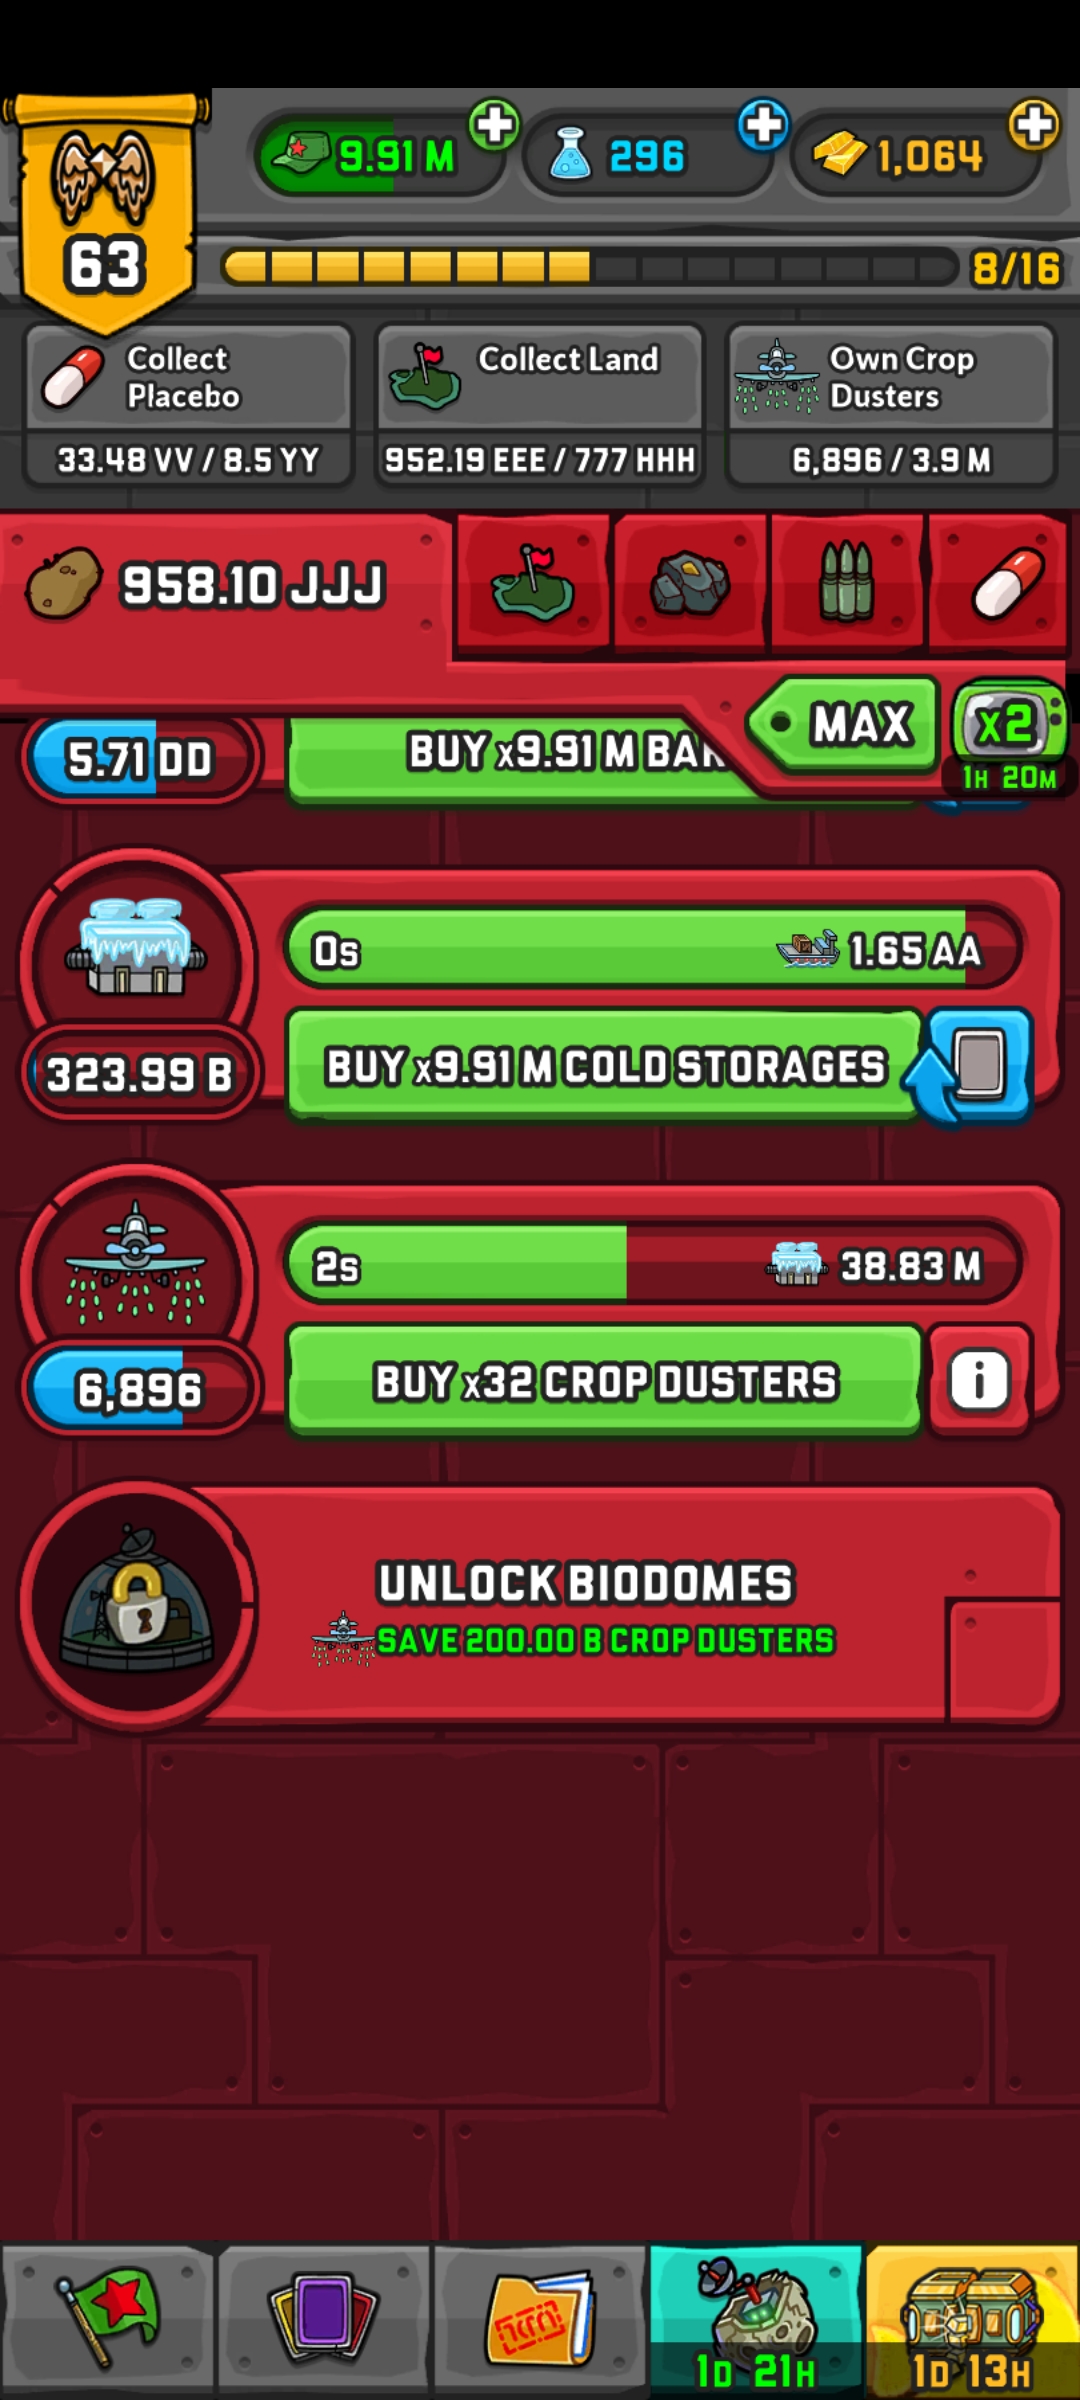 9.91 M
296
1,064
63
8/16
Collect
Placebo
33.48 VV / 8.5 YY
Collect Land
952.19 EEE / 777 HHH
Own Crop
Dusters
6,896 / 3.9 M
958.10 JJJ
MAX
x2
1H 20M
5.71 DD
BUY x9.91 M BAR
0s
1.65 AA
323.99 B
BUY x9.91 M COLD STORAGES
2s
38.83 M
6,896
BUY x32 CROP DUSTERS
i
UNLOCK BIODOMES
SAVE 200.00 B CROP DUSTERS
1D 21H
1D 13H